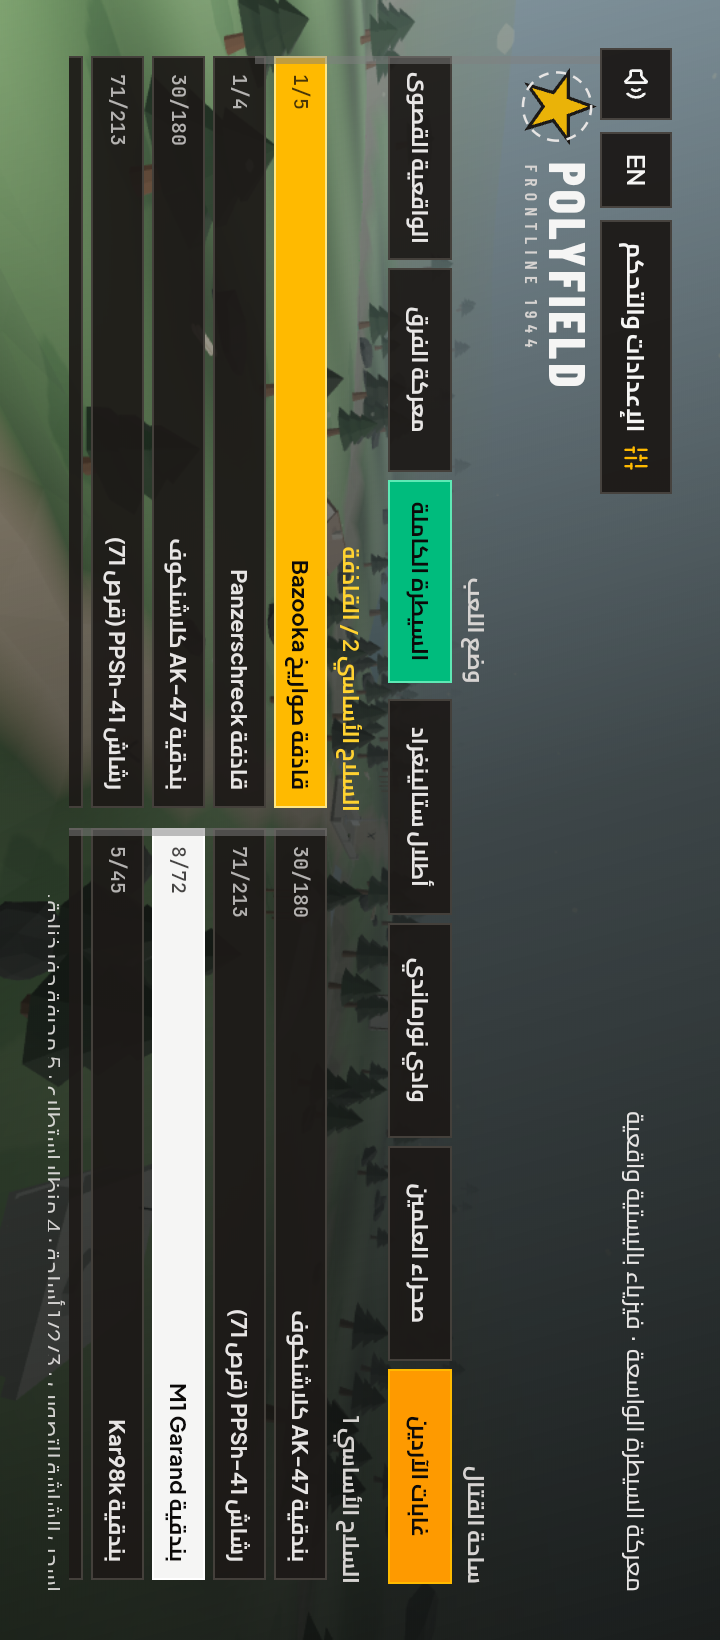 الإعدادات والتحكم
EN
معركة السيطرة الواسعة · فيزياء باليستية واقعية
POLYFIELD
FRONTLINE 1944
ساحة القتال
وضع اللعب
غابات الآردين
صحراء العلمين
وادي نورماندي
أطلال ستالينغراد
السيطرة الكاملة
معركة الفرق
الواقعية القصوى
السلاح الأساسي 1
السلاح الأساسي 2 / القاذفة
بندقية AK-47 كلاشنكوف 30/180
رشاش PPSh-41 (قرص 71) 71/213
بندقية M1 Garand 8/72
بندقية Kar98k 5/45
قاذفة صواريخ Bazooka 1/5
قاذفة Panzerschreck 1/4
بندقية AK-47 كلاشنكوف 30/180
رشاش PPSh-41 (قرص 71) 71/213